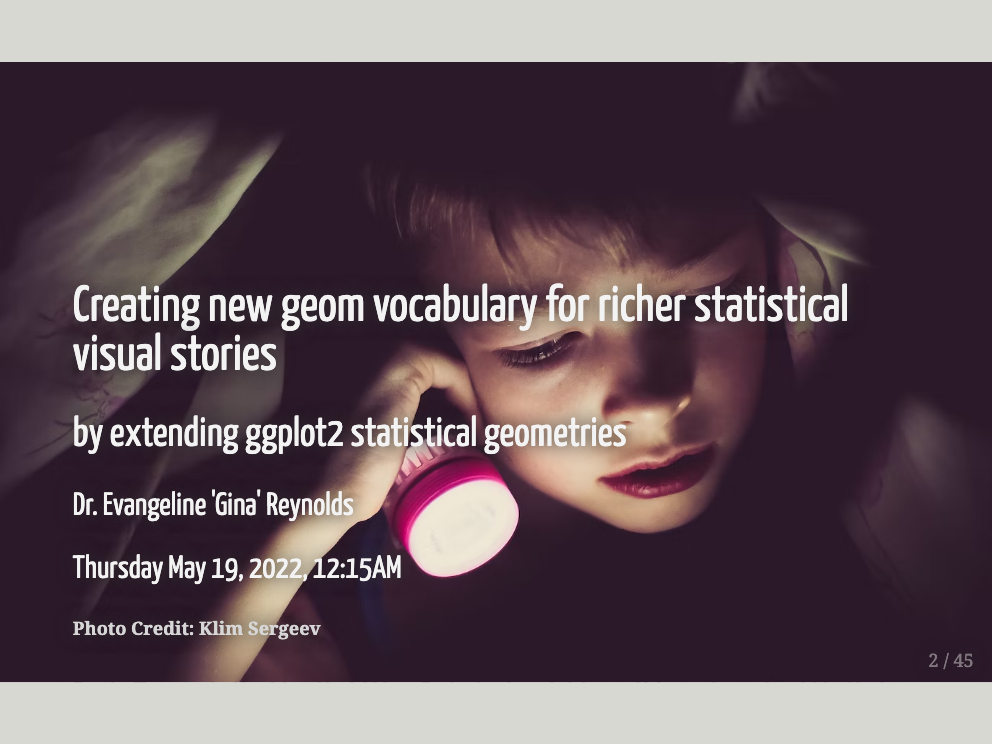 Creating new geom vocabulary for richer statistical
visual stories
by extending ggplot2 statistical geometries
Dr. Evangeline 'Gina' Reynolds
Thursday May 19, 2022, 12:15AM
Photo Credit: Klim Sergeev
2 / 45